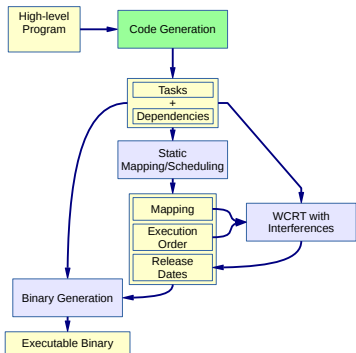 High-level
Program
Code Generation
Tasks
+
Dependencies
Static
Mapping/Scheduling
Mapping
Execution
Order
Release
Dates
WCRT with
Interferences
Binary Generation
Executable Binary